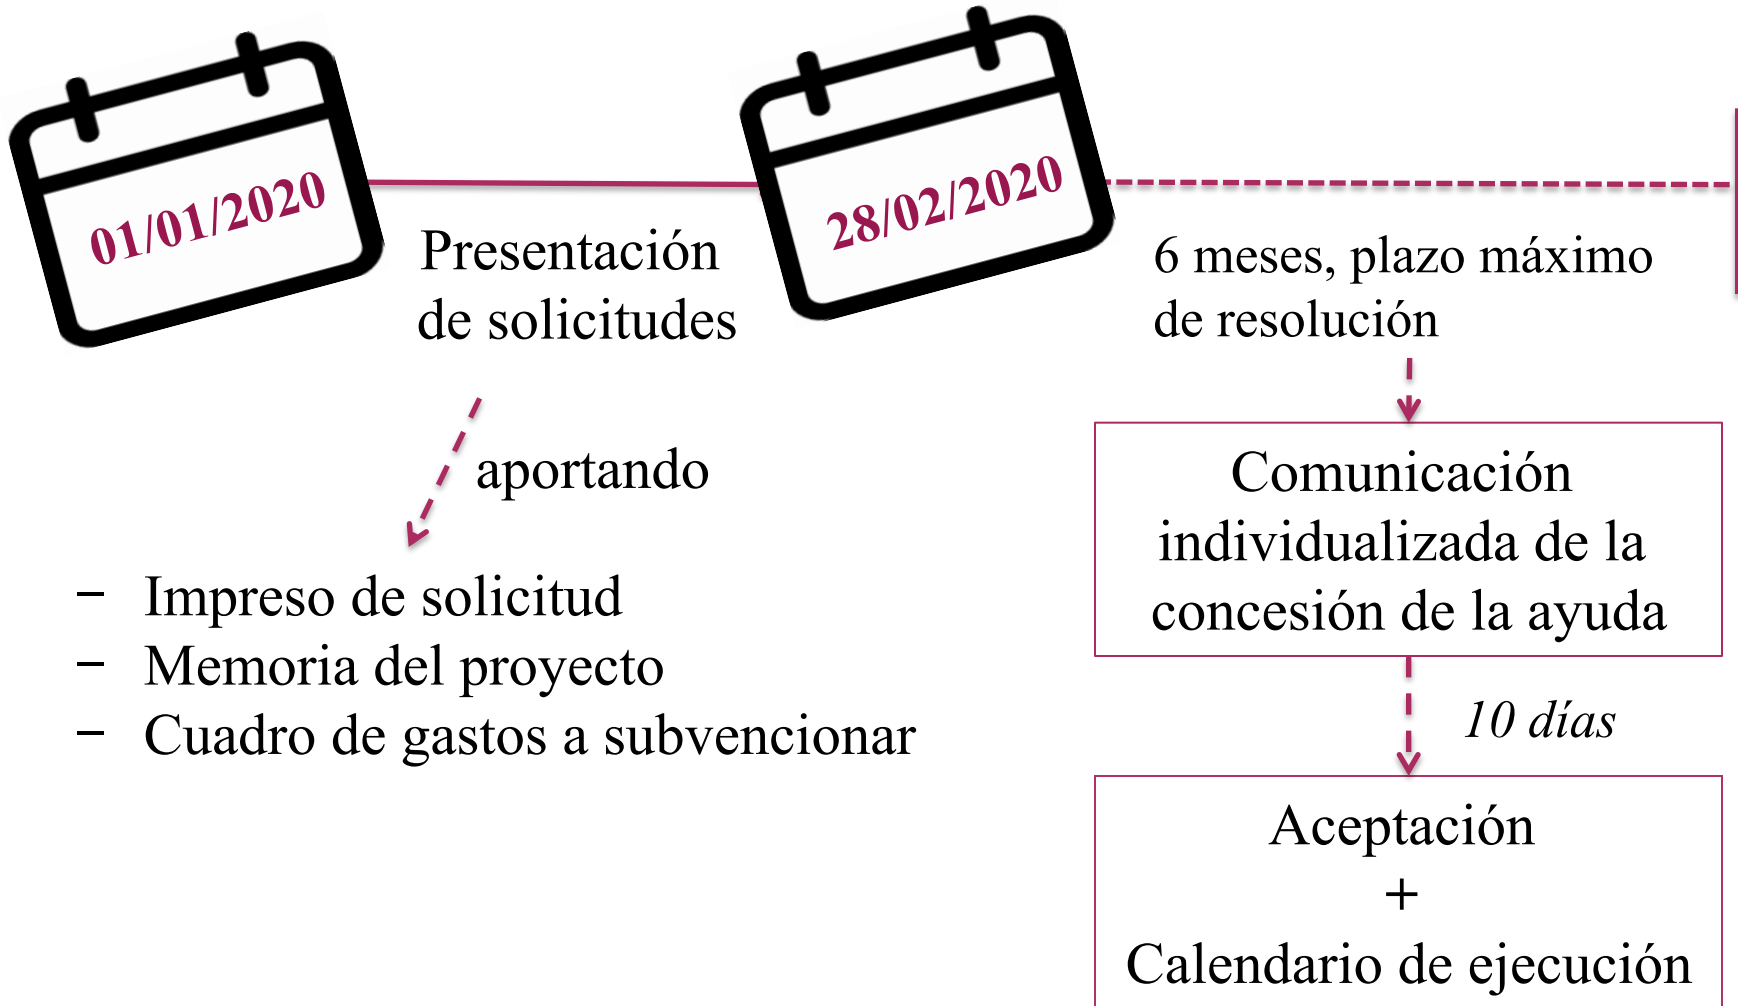 01/01/2020
28/02/2020
Presentación
de solicitudes
6 meses, plazo máximo
de resolución
aportando
− Impreso de solicitud
− Memoria del proyecto
− Cuadro de gastos a subvencionar
Comunicación
individualizada de la
concesión de la ayuda
10 días
Aceptación
+
Calendario de ejecución